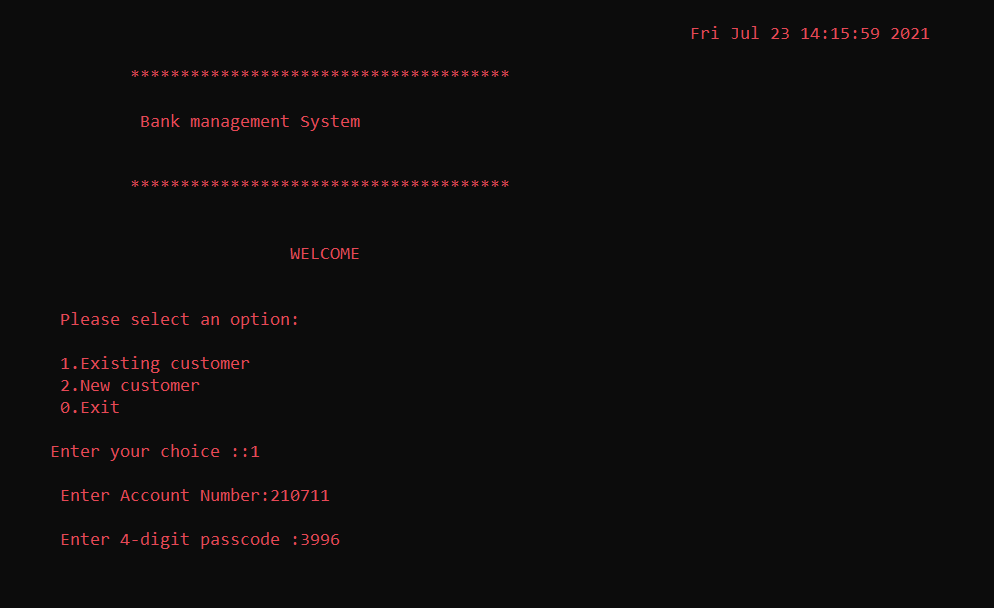 Fri Jul 23 14:15:59 2021
**************************************
Bank management System
**************************************
WELCOME
Please select an option:
1.Existing customer
2.New customer
0.Exit
Enter your choice ::1
Enter Account Number:210711
Enter 4-digit passcode :3996